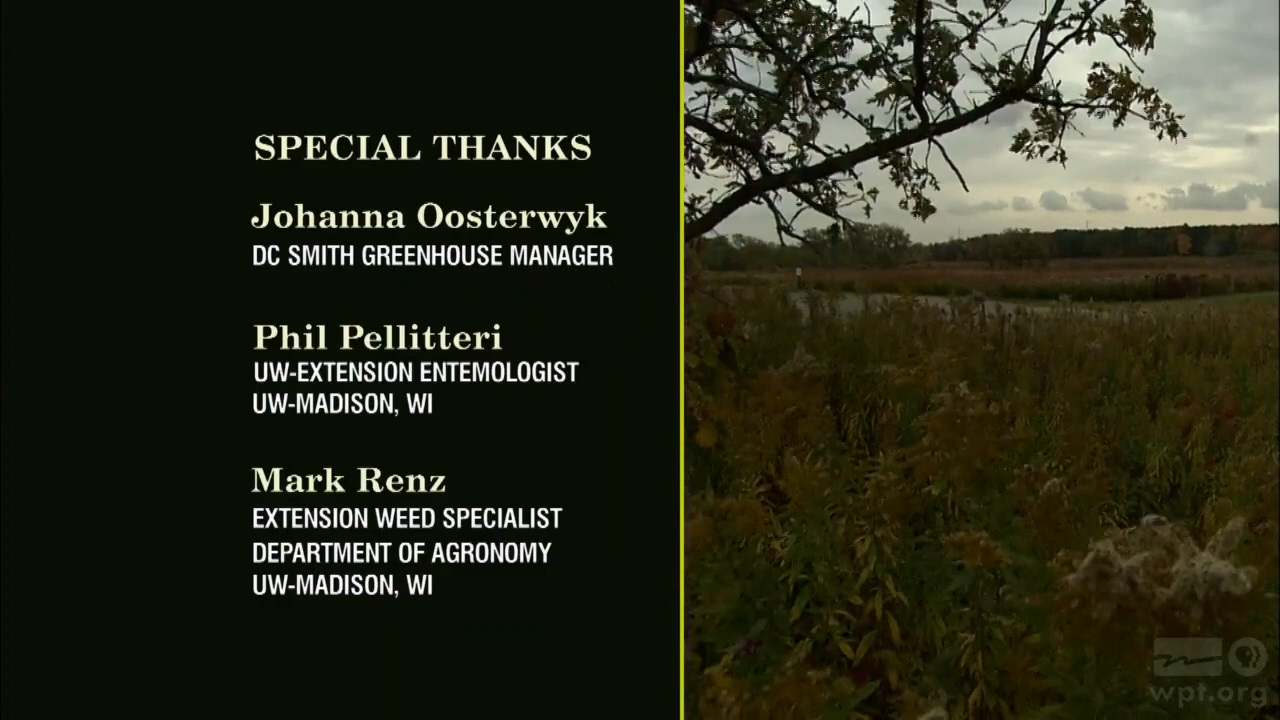 SPECIAL THANKS
Johanna Oosterwyk
DC SMITH GREENHOUSE MANAGER
Phil Pellitteri
UW-EXTENSION ENTEMOLOGIST
UW-MADISON, WI
Mark Renz
EXTENSION WEED SPECIALIST
DEPARTMENT OF AGRONOMY
UW-MADISON, WI
wpt.org